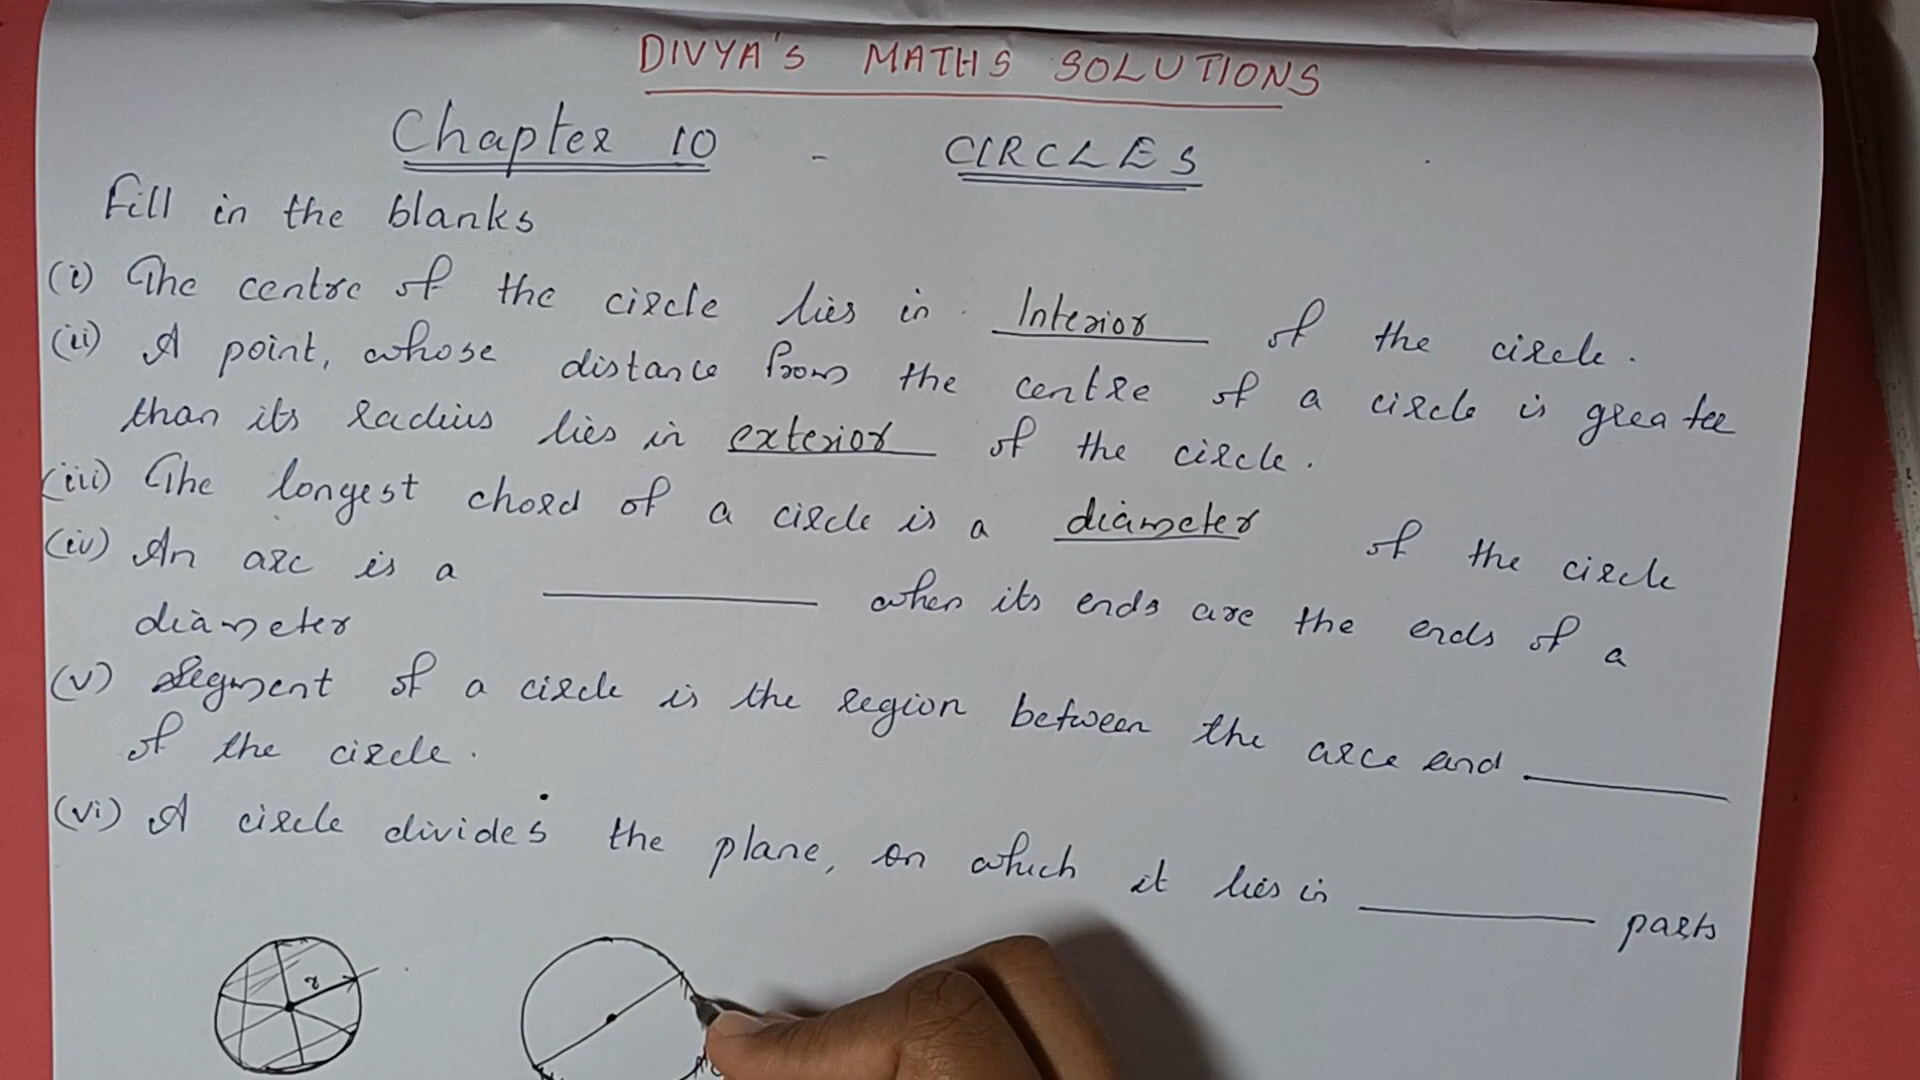 DIVYA'S MATHS SOLUTIONS
Chapter 10 - CIRCLES
Fill in the blanks
(i) The centre of the circle lies in Interior of the circle.
(ii) A point, whose distance from the centre of a circle is greater
than its radius lies in exterior of the circle.
(iii) The longest chord of a circle is a diameter of the circle
(iv) An arc is a ________ when its ends are the ends of a
diameter
(v) Segment of a circle is the region between the arce and ________
of the circle.
(vi) A circle divides the plane, on which it lies in ________ parts
r